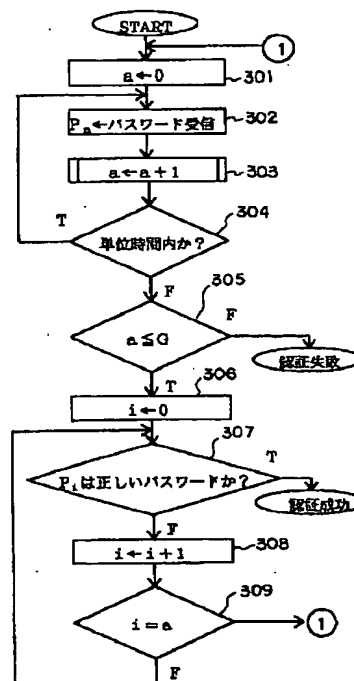 START
1
a←0
301
Pa←パスワード受信
302
a←a+1
303
304
T
単位時間内か?
F
305
a≦G
F
認証失敗
T
306
i←0
307
Piは正しいパスワードか?
T
認証成功
F
i←i+1
308
309
i=a
1
F